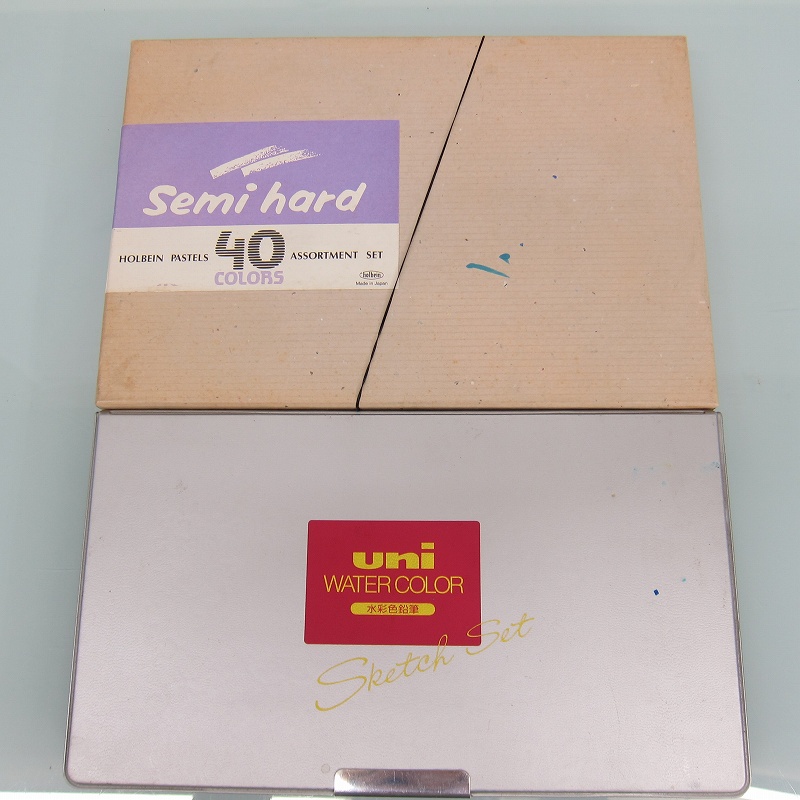 Semi hard
HOLBEIN PASTELS 40 ASSORTMENT SET
COLORS
holbein
Made in Japan
uni
WATER COLOR
水彩色鉛筆
Sketch Set